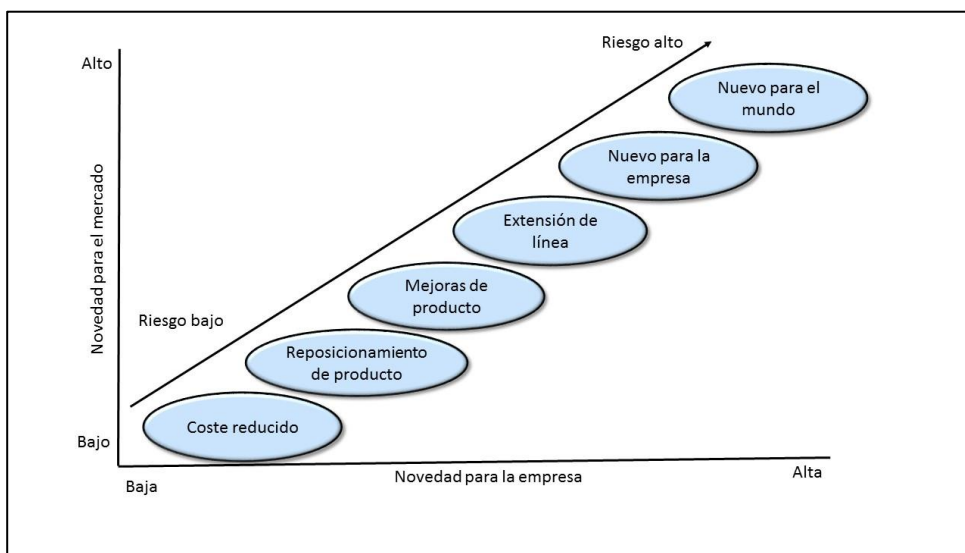 Riesgo alto
Alto
Nuevo para el
mundo
Nuevo para la
empresa
Extensión de
línea
Novedad para el mercado
Mejoras de
producto
Riesgo bajo
Reposicionamiento
de producto
Coste reducido
Bajo
Baja
Novedad para la empresa
Alta